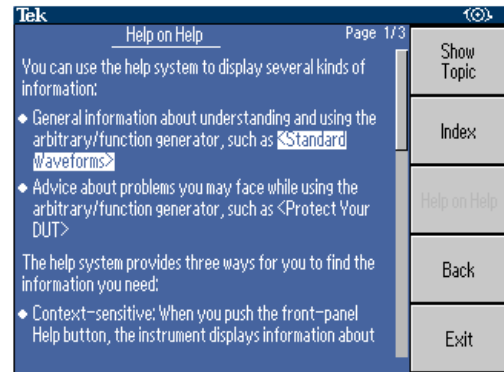 Tek
Help on Help
Page 1/3
You can use the help system to display several kinds of
information:
◆ General information about understanding and using the
arbitrary/function generator, such as <Standard
Waveforms>
◆ Advice about problems you may face while using the
arbitrary/function generator, such as <Protect Your
DUT>
The help system provides three ways for you to find the
information you need:
◆ Context-sensitive: When you push the front-panel
Help button, the instrument displays information about
Show
Topic
Index
Help on Help
Back
Exit